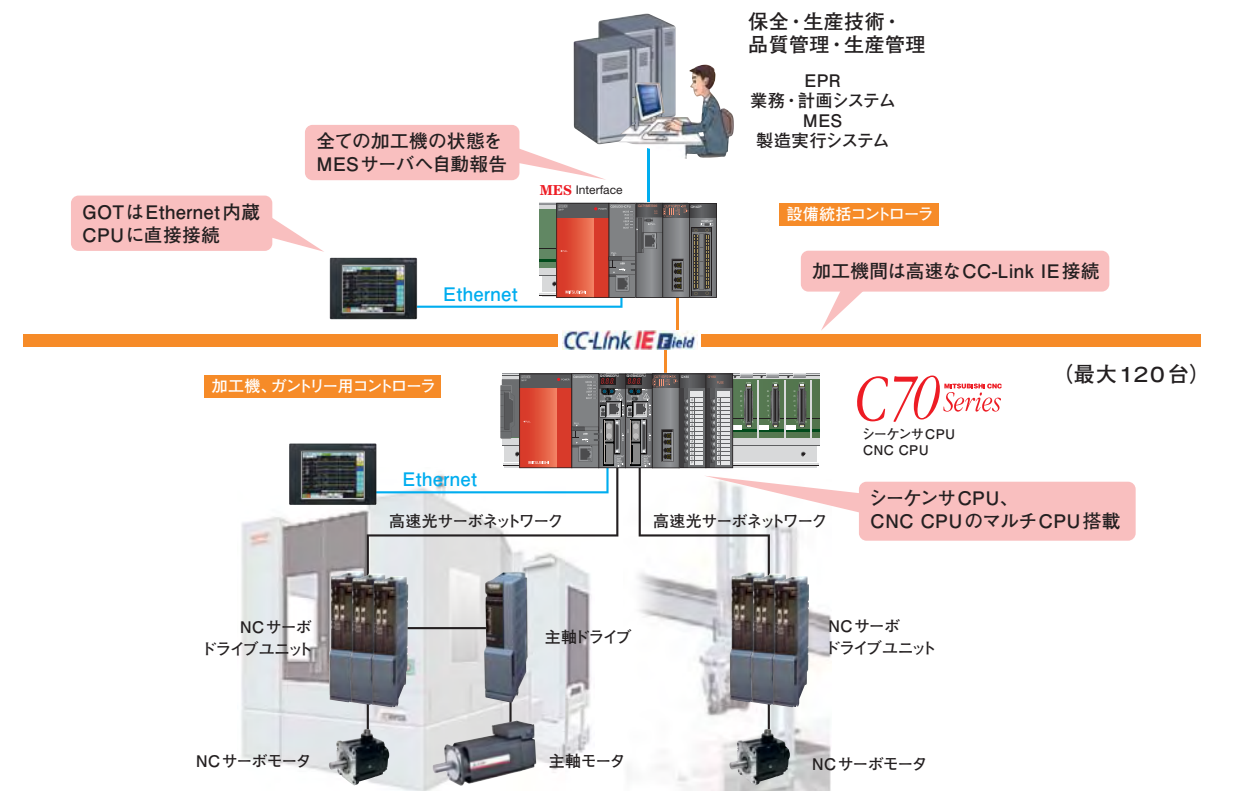 保全・生産技術・
品質管理・生産管理
EPR
業務・計画システム
MES
製造実行システム
全ての加工機の状態を
MESサーバへ自動報告
MES Interface
GOTはEthernet内蔵
CPUに直接接続
設備統括コントローラ
加工機間は高速なCC-Link IE接続
Ethernet
MITSUBISHI
CC-Link IE Field
加工機、ガントリー用コントローラ
(最大120台)
C70 Series
MITSUBISHI CNC
シーケンサCPU
CNC CPU
MITSUBISHI
Ethernet
シーケンサCPU、
CNC CPUのマルチCPU搭載
高速光サーボネットワーク
高速光サーボネットワーク
NCサーボ
ドライブユニット
主軸ドライブ
NCサーボ
ドライブユニット
NCサーボモータ
主軸モータ
NCサーボモータ